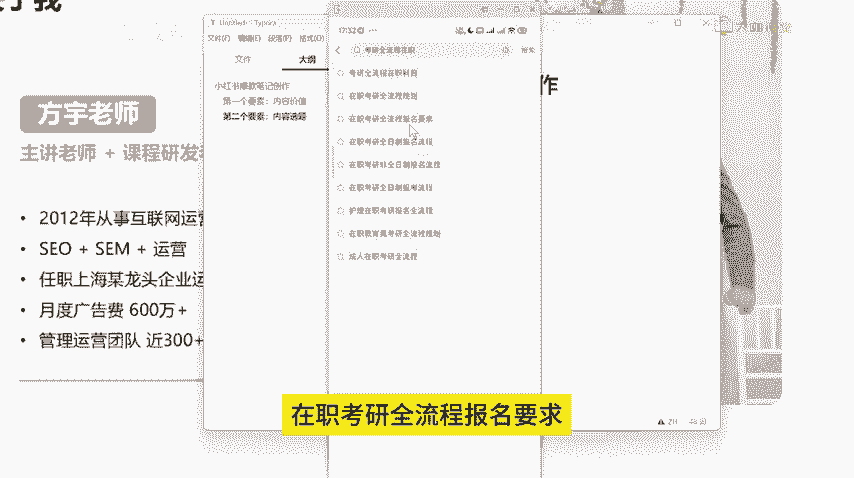 了我
方宇老师
主讲老师 + 课程研发
2012年从事互联网运营
SEO + SEM + 运营
任职上海某龙头企业运
月度广告费 600万+
管理运营团队 近300+
Untitled - Typora
文件(F) 编辑(E) 段落(P) 格式(O)
文件
大纲
小红书爆款笔记创作
第一个要素：内容价值
第二个要素：内容选题
作
17:32
考研全流程在职
搜索
考研全流程在职利弊
在职考研全流程规划
在职考研全流程报名要求
在职考研全日制报名流程
在职考研非全日制报名流程
在职考研全日制报考流程
护理在职考研报名全流程
在职教育类考研全流程规划
成人在职考研全流程
在职考研全流程报名要求